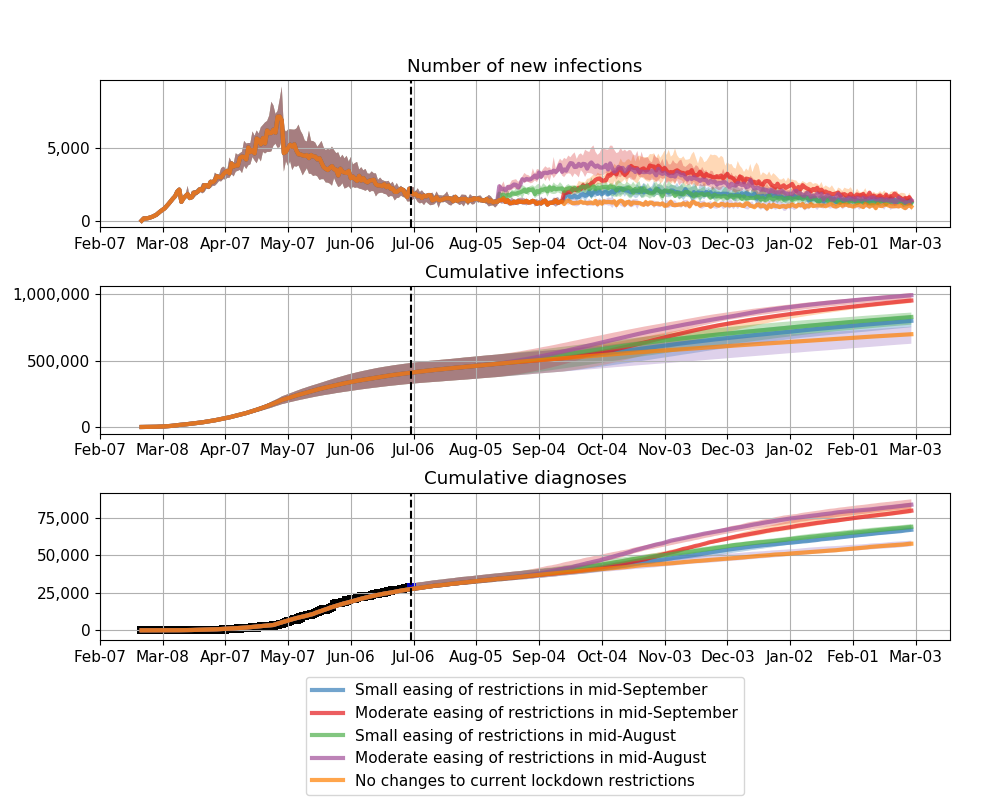 Number of new infections
5,000
0
Feb-07 Mar-08 Apr-07 May-07 Jun-06 Jul-06 Aug-05 Sep-04 Oct-04 Nov-03 Dec-03 Jan-02 Feb-01 Mar-03
Cumulative infections
1,000,000
500,000
0
Feb-07 Mar-08 Apr-07 May-07 Jun-06 Jul-06 Aug-05 Sep-04 Oct-04 Nov-03 Dec-03 Jan-02 Feb-01 Mar-03
Cumulative diagnoses
75,000
50,000
25,000
0
Feb-07 Mar-08 Apr-07 May-07 Jun-06 Jul-06 Aug-05 Sep-04 Oct-04 Nov-03 Dec-03 Jan-02 Feb-01 Mar-03
Small easing of restrictions in mid-September
Moderate easing of restrictions in mid-September
Small easing of restrictions in mid-August
Moderate easing of restrictions in mid-August
No changes to current lockdown restrictions